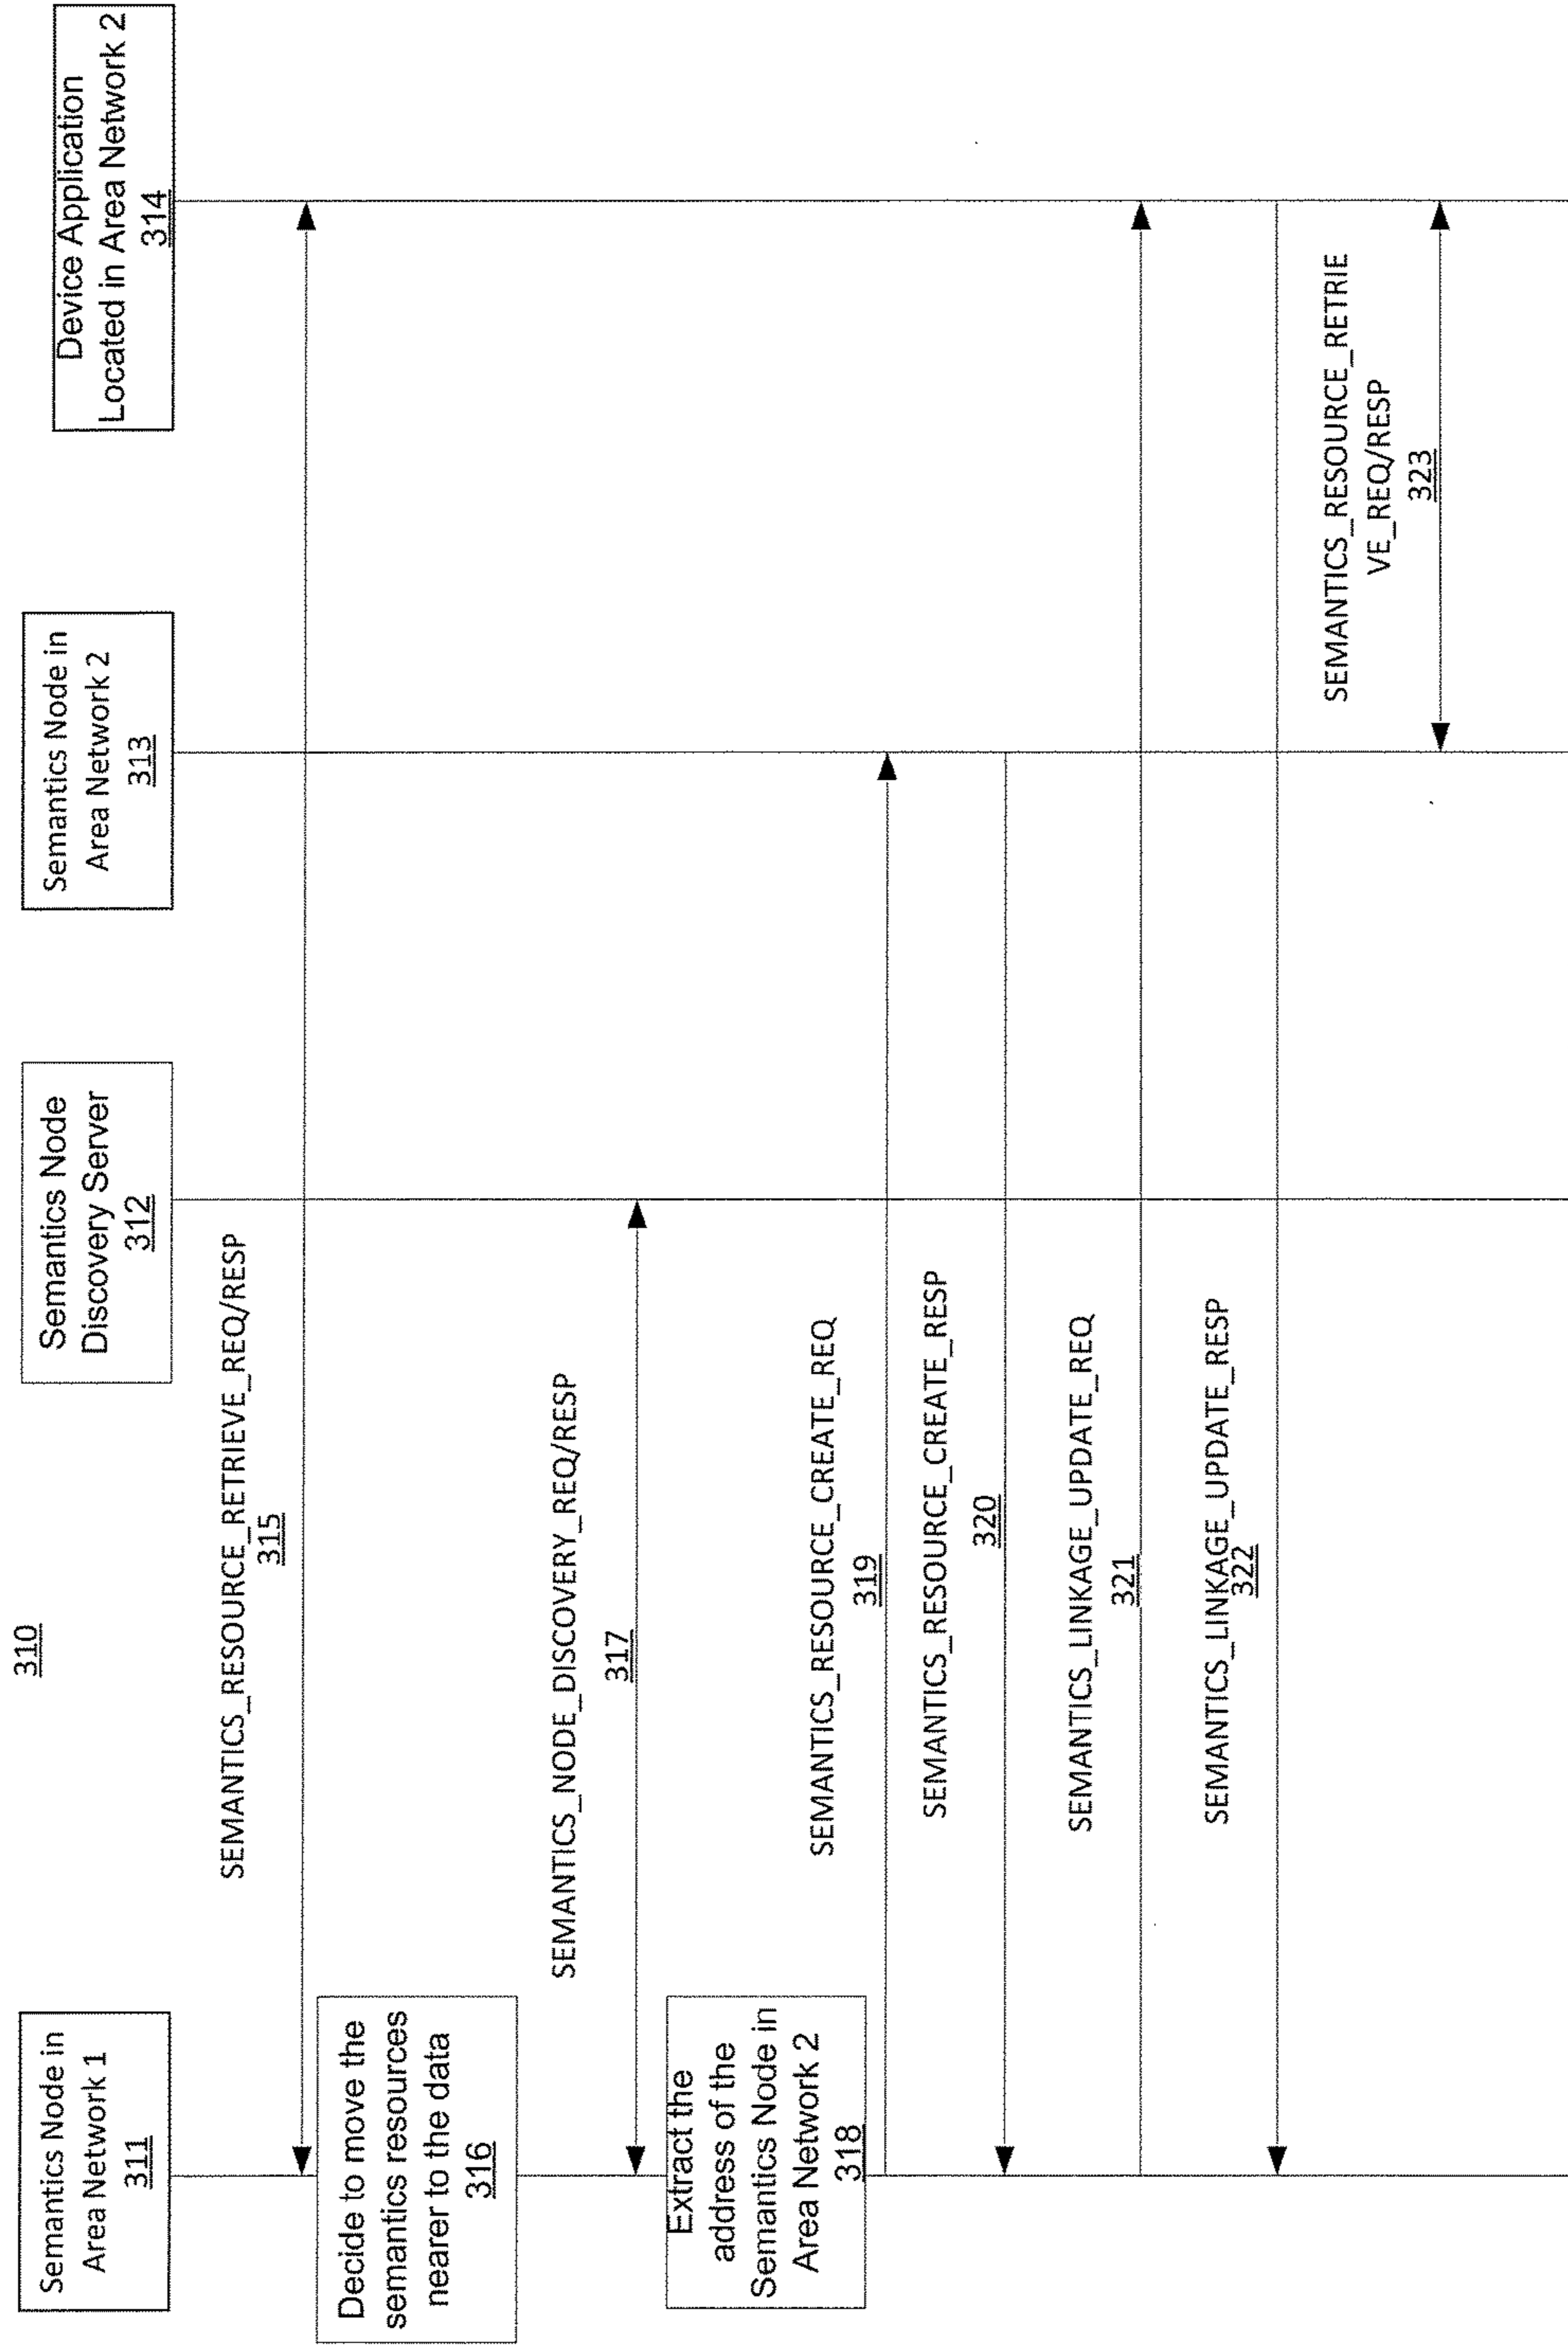 310
Semantics Node in
Area Network 1
311
Semantics Node
Discovery Server
312
Semantics Node in
Area Network 2
313
Device Application
Located in Area Network 2
314
SEMANTICS_RESOURCE_RETRIEVE_REQ/RESP
315
Decide to move the
semantics resources
nearer to the data
316
SEMANTICS_NODE_DISCOVERY_REQ/RESP
317
Extract the
address of the
Semantics Node in
Area Network 2
318
SEMANTICS_RESOURCE_CREATE_REQ
319
SEMANTICS_RESOURCE_CREATE_RESP
320
SEMANTICS_LINKAGE_UPDATE_REQ
321
SEMANTICS_LINKAGE_UPDATE_RESP
322
SEMANTICS_RESOURCE_RETRIE
VE_REQ/RESP
323